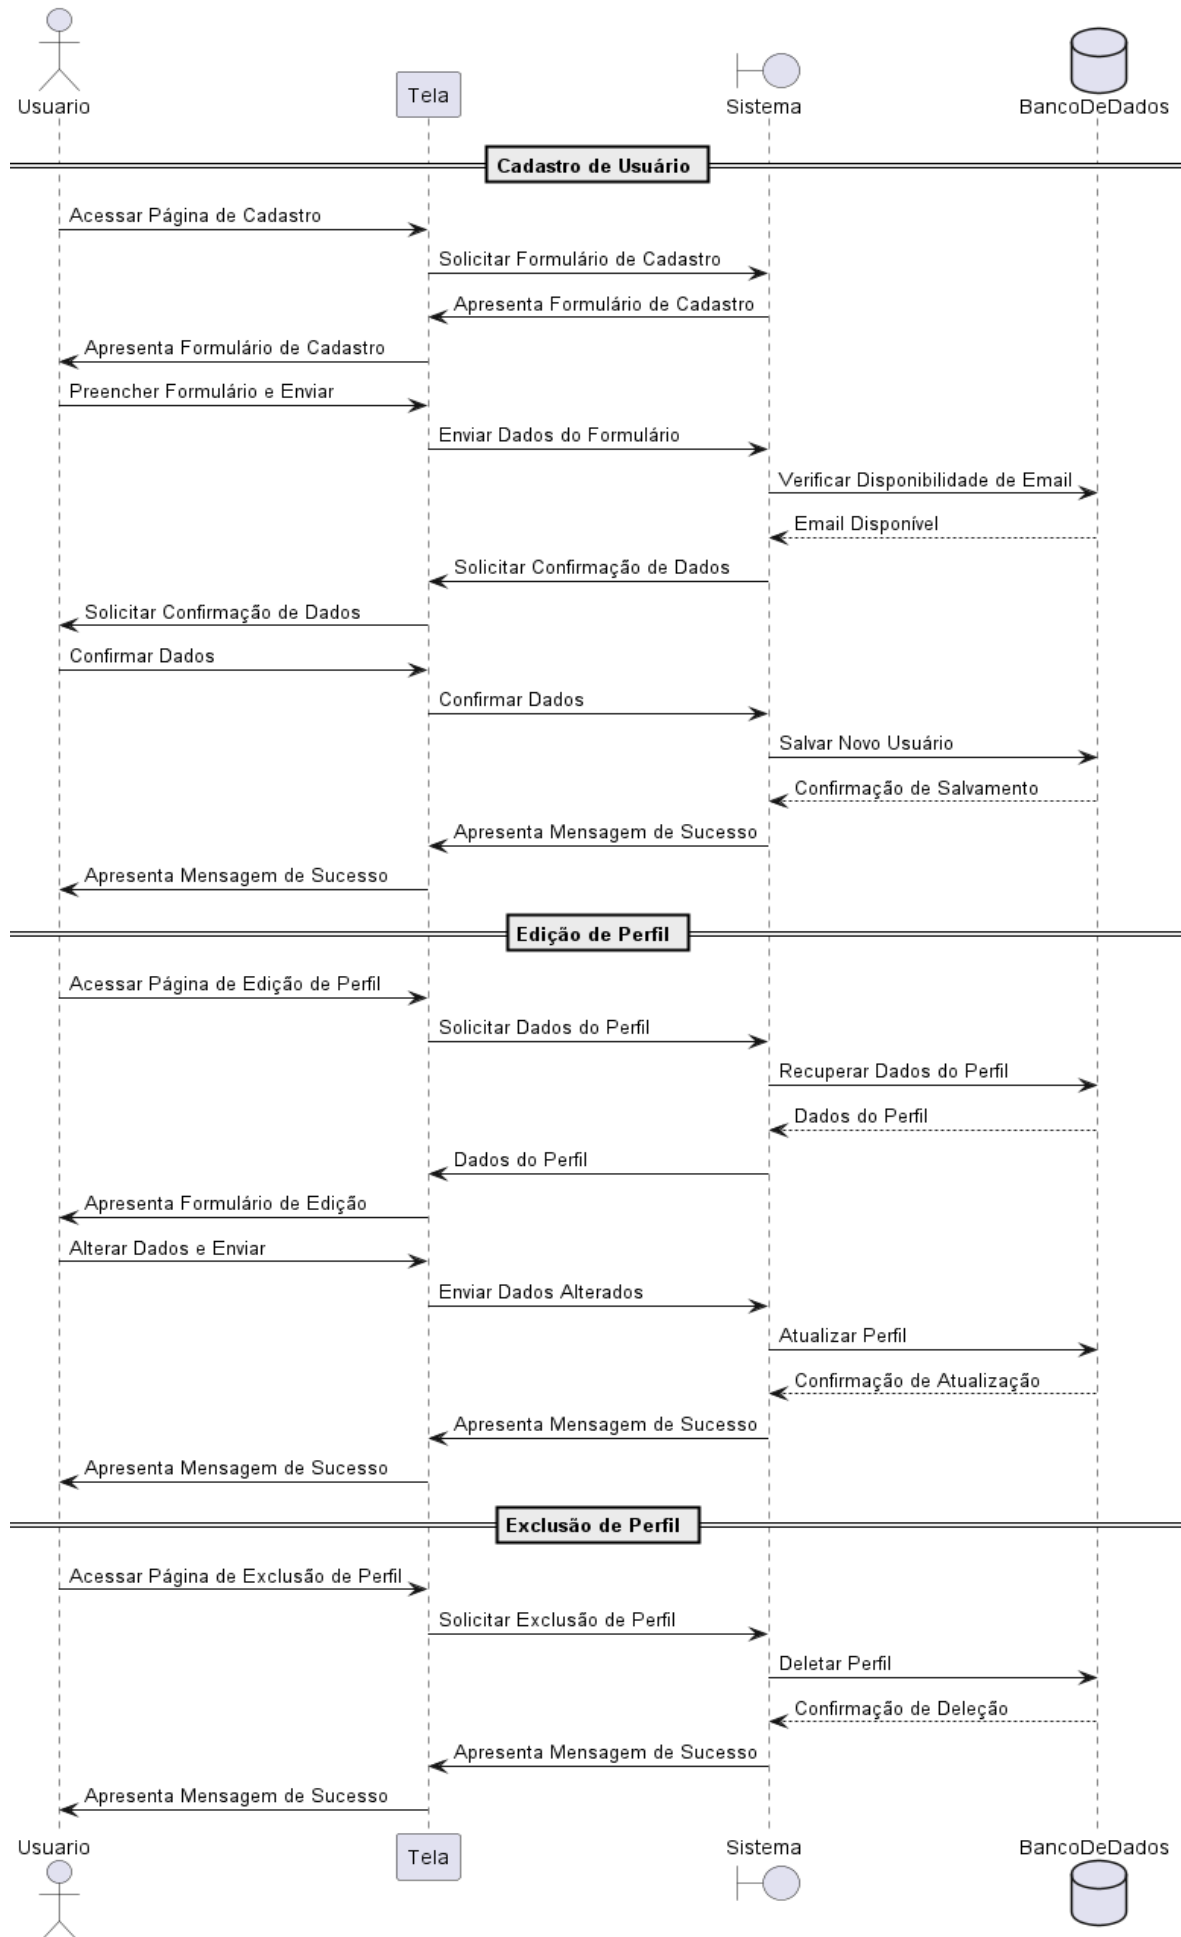 Usuario
Tela
Sistema
BancoDeDados
Cadastro de Usuário
Acessar Página de Cadastro
Solicitar Formulário de Cadastro
Apresenta Formulário de Cadastro
Apresenta Formulário de Cadastro
Preencher Formulário e Enviar
Enviar Dados do Formulário
Verificar Disponibilidade de Email
Email Disponível
Solicitar Confirmação de Dados
Solicitar Confirmação de Dados
Confirmar Dados
Confirmar Dados
Salvar Novo Usuário
Confirmação de Salvamento
Apresenta Mensagem de Sucesso
Apresenta Mensagem de Sucesso
Edição de Perfil
Acessar Página de Edição de Perfil
Solicitar Dados do Perfil
Recuperar Dados do Perfil
Dados do Perfil
Dados do Perfil
Apresenta Formulário de Edição
Alterar Dados e Enviar
Enviar Dados Alterados
Atualizar Perfil
Confirmação de Atualização
Apresenta Mensagem de Sucesso
Apresenta Mensagem de Sucesso
Exclusão de Perfil
Acessar Página de Exclusão de Perfil
Solicitar Exclusão de Perfil
Deletar Perfil
Confirmação de Deleção
Apresenta Mensagem de Sucesso
Apresenta Mensagem de Sucesso
Usuario
Tela
Sistema
BancoDeDados